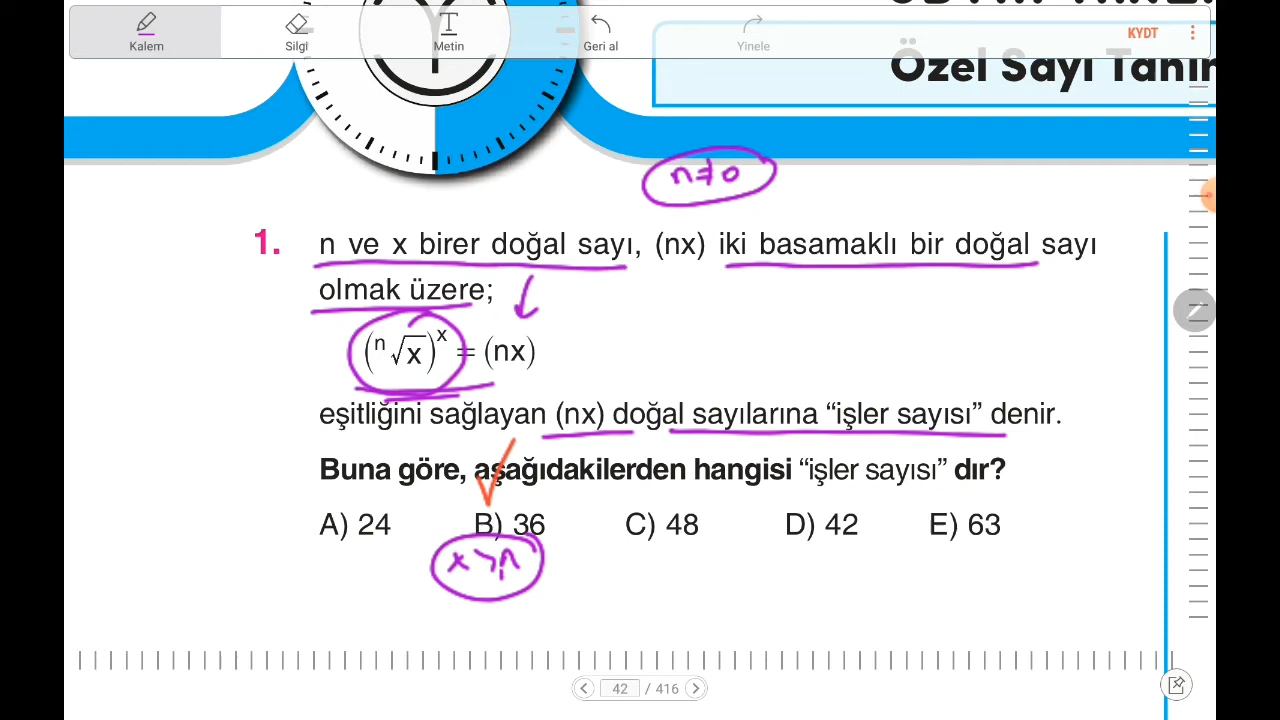 Kalem Silgi Metin Geri al Yinele KYDT
Özel Sayı
n≠0
1. n ve x birer doğal sayı, (nx) iki basamaklı bir doğal sayı
olmak üzere;
(ⁿ√x)ˣ = (nx)
eşitliğini sağlayan (nx) doğal sayılarına “işler sayısı” denir.
Buna göre, aşağıdakilerden hangisi “işler sayısı” dır?
A) 24 B) 36 C) 48 D) 42 E) 63
x>n
42 / 416